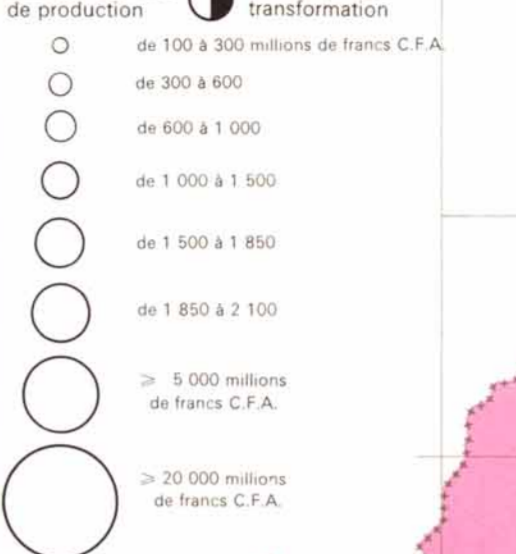 de production transformation
de 100 à 300 millions de francs C.F.A.
de 300 à 600
de 600 à 1 000
de 1 000 à 1 500
de 1 500 à 1 850
de 1 850 à 2 100
⩾ 5 000 millions
de francs C.F.A.
⩾ 20 000 millions
de francs C.F.A.